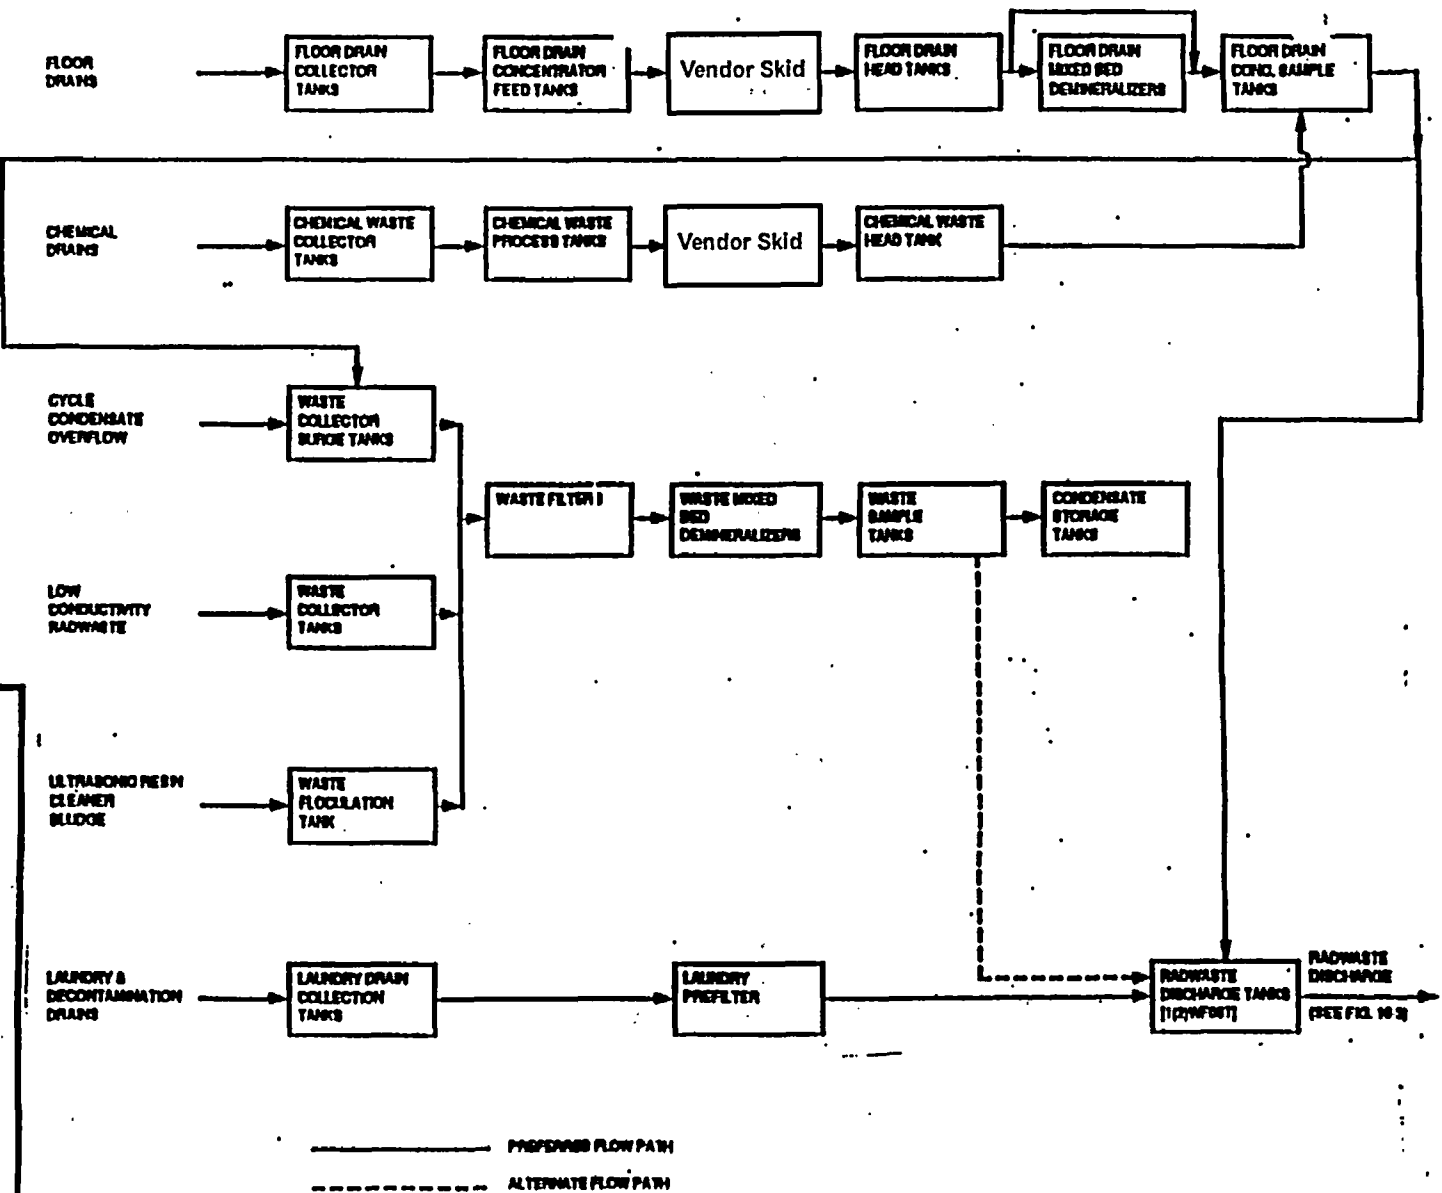 FLOOR
DRAINS
FLOOR DRAIN
COLLECTOR
TANKS
FLOOR DRAIN
CONCENTRATOR
FEED TANKS
Vendor Skid
FLOOR DRAIN
HEAD TANKS
FLOOR DRAIN
MIXED BED
DEMINERALIZERS
FLOOR DRAIN
CONC. SAMPLE
TANKS
CHEMICAL
DRAINS
CHEMICAL WASTE
COLLECTOR
TANKS
CHEMICAL WASTE
PROCESS TANKS
Vendor Skid
CHEMICAL WASTE
HEAD TANK
CYCLE
CONDENSATE
OVERFLOW
WASTE
COLLECTOR
SURGE TANKS
WASTE FILTER
WASTE MIXED
BED
DEMINERALIZERS
WASTE
SAMPLE
TANKS
CONDENSATE
STORAGE
TANKS
LOW
CONDUCTIVITY
RADWASTE
WASTE
COLLECTOR
TANKS
ULTRASONIC RESIN
CLEANER
SLUDGE
WASTE
FLOCULATION
TANK
LAUNDRY &
DECONTAMINATION
DRAINS
LAUNDRY DRAIN
COLLECTION
TANKS
LAUNDRY
PREFILTER
RADWASTE
DISCHARGE TANKS
RADWASTE
DISCHARGE
(SEE FIG.
PREFERRED FLOW PATH
ALTERNATE FLOW PATH